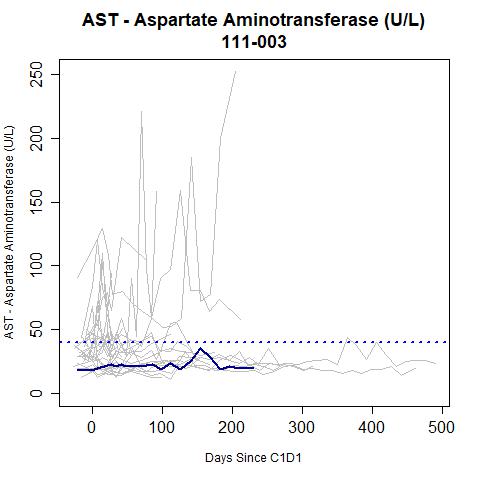 AST - Aspartate Aminotransferase (U/L)
111-003
AST - Aspartate Aminotransferase (U/L)
250
200
150
100
50
0
0 100 200 300 400 500
Days Since C1D1